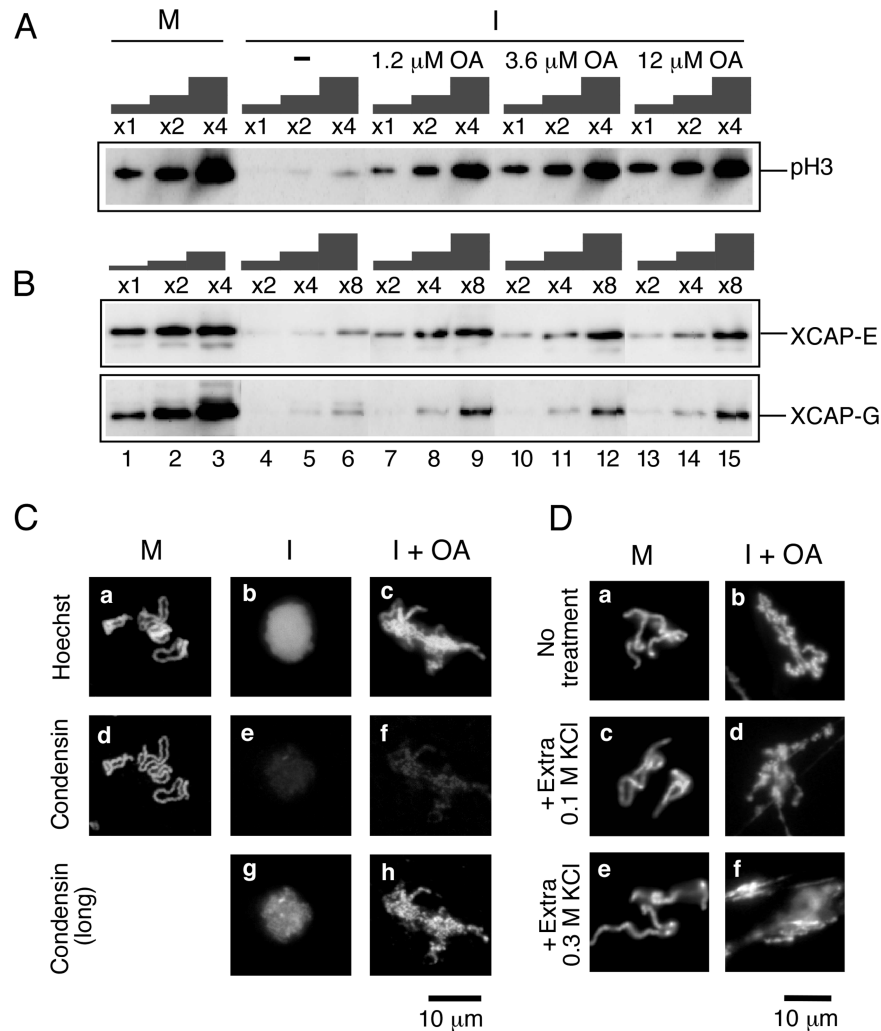 A
M
I
–
1.2 μM OA
3.6 μM OA
12 μM OA
x1 x2 x4 x1 x2 x4 x1 x2 x4 x1 x2 x4 x1 x2 x4
pH3
B
x1 x2 x4 x2 x4 x8 x2 x4 x8 x2 x4 x8 x2 x4 x8
XCAP-E
XCAP-G
1 2 3 4 5 6 7 8 9 10 11 12 13 14 15
C
M I I + OA
Hoechst
a b c
Condensin
d e f
Condensin
(long)
g h
10 μm
D
M I + OA
No
treatment
a b
+Extra
0.1 M KCl
c d
+Extra
0.3 M KCl
e f
10 μm